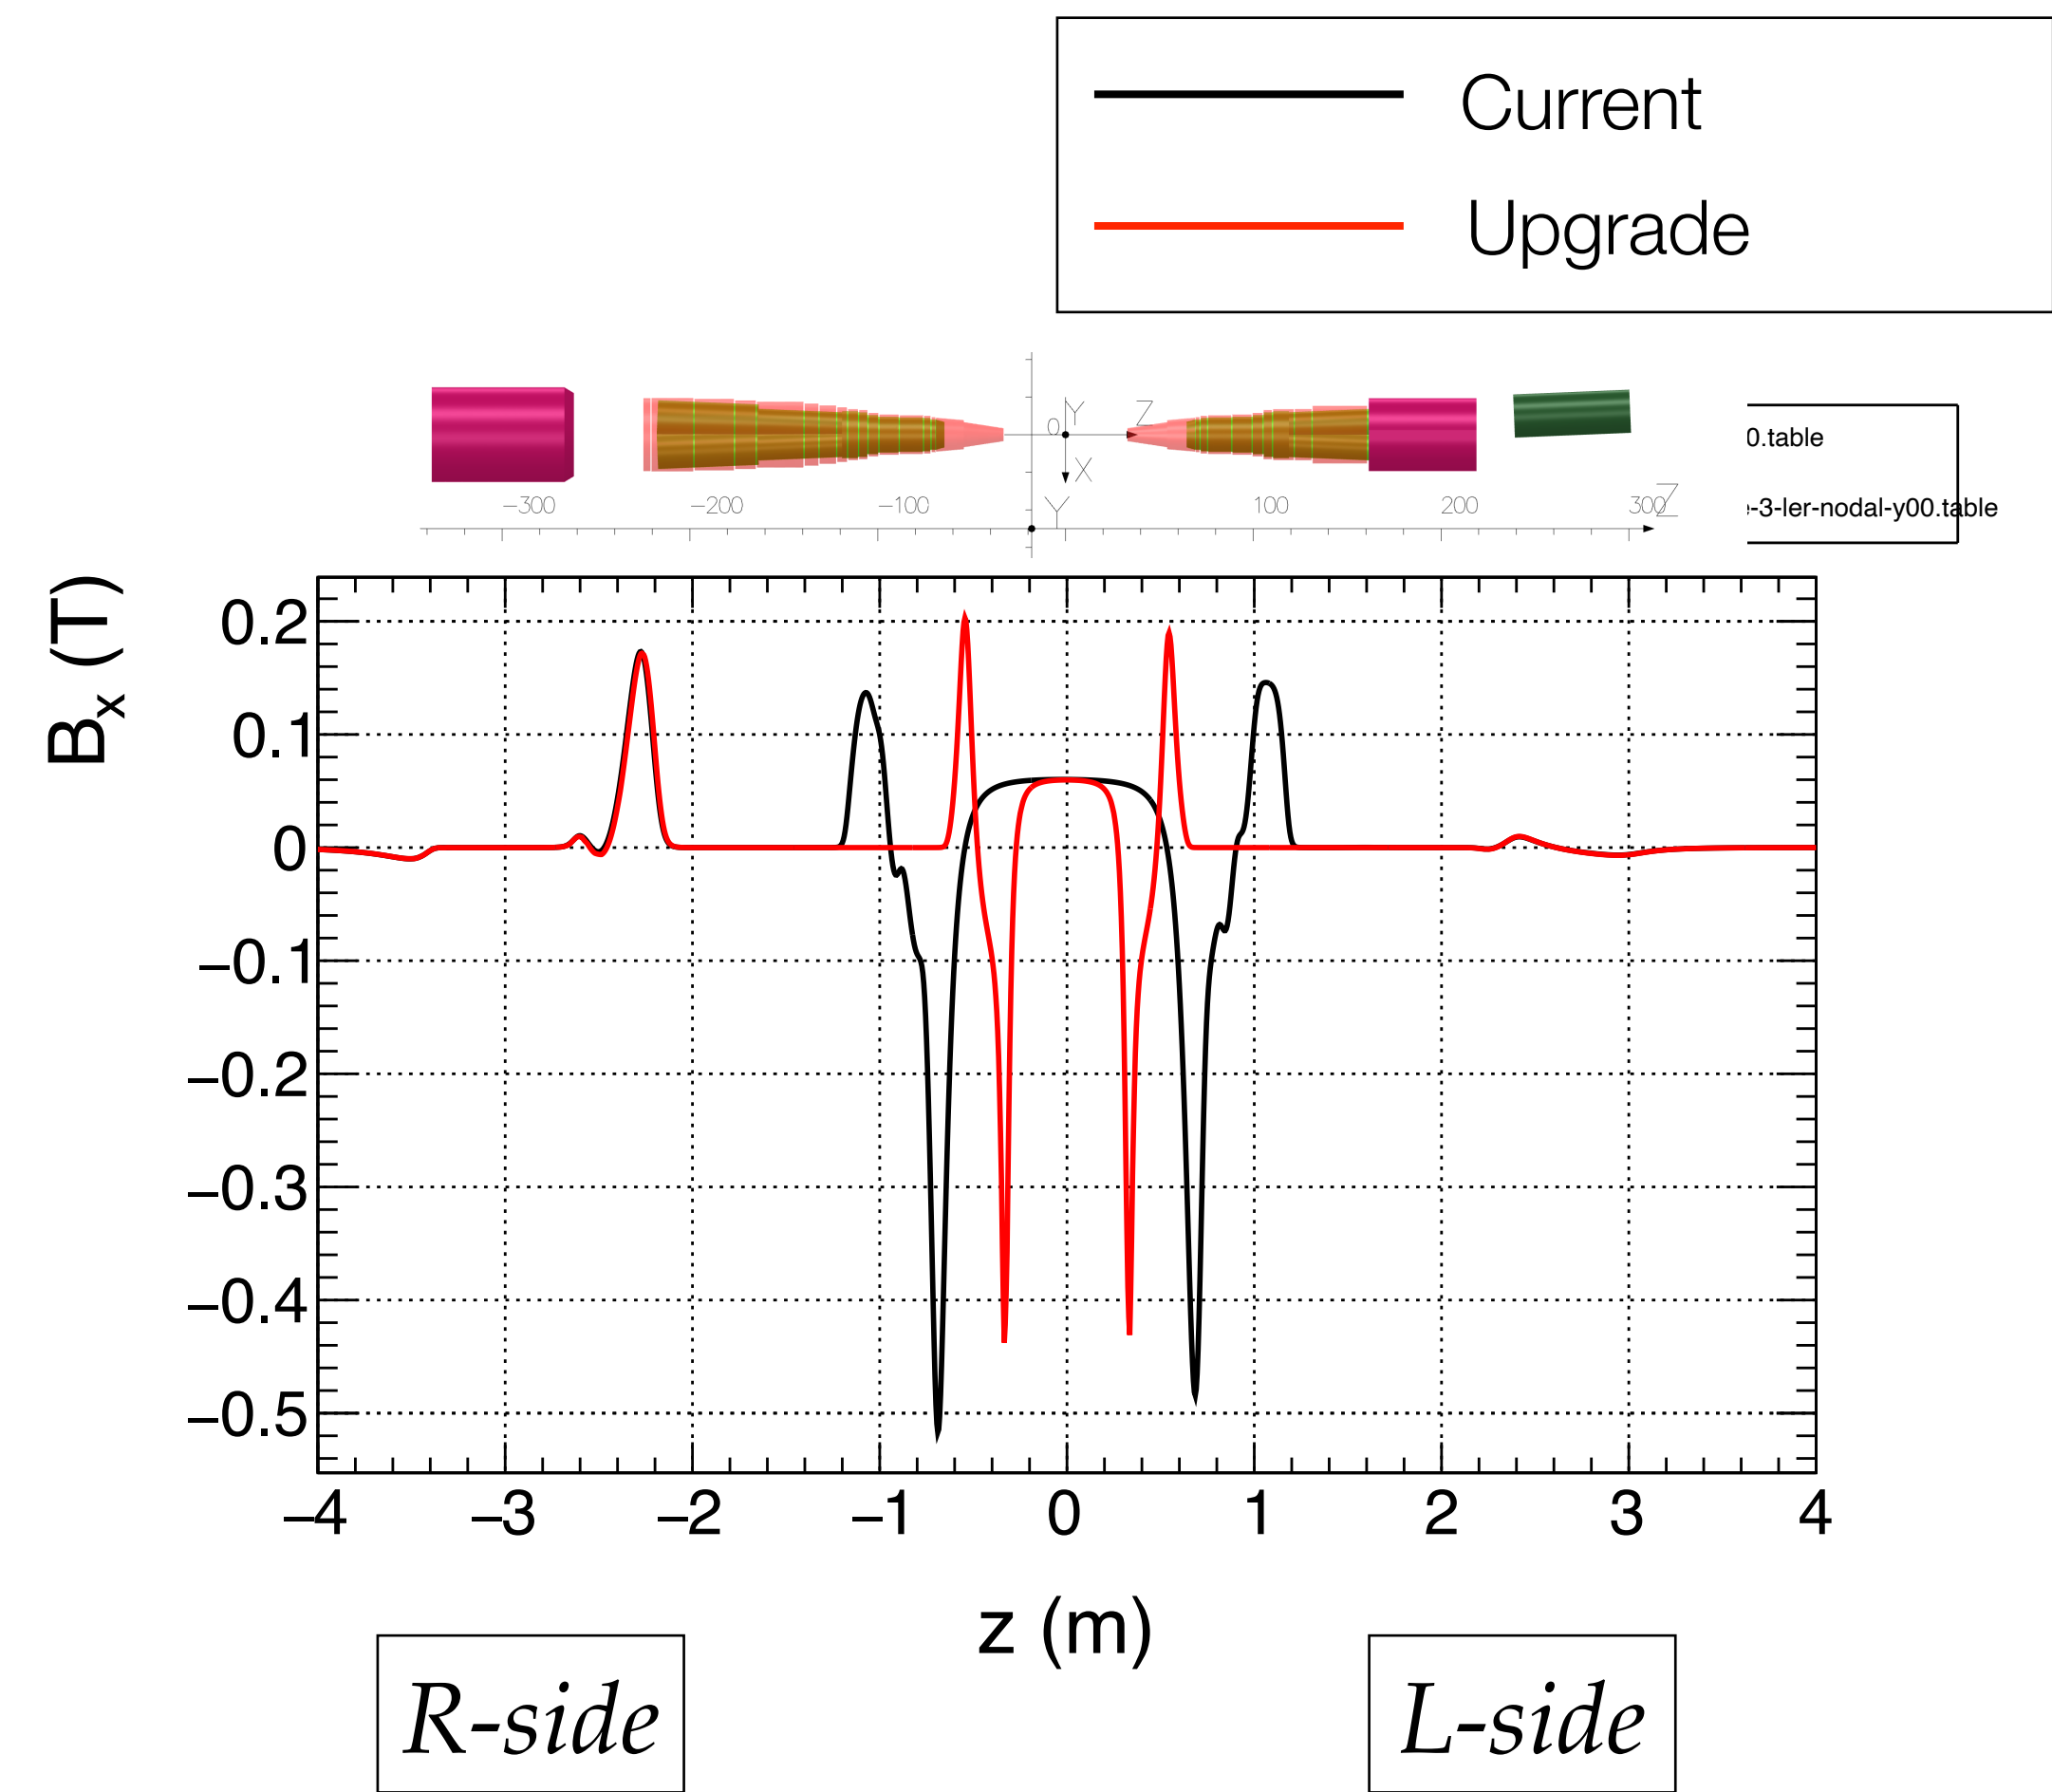 Current
Upgrade
0 Y Z
X
0.table
−300 −200 −100 Y 100 200 300 Z
-3-ler-nodal-y00.table
Bx (T)
0.2
0.1
0
−0.1
−0.2
−0.3
−0.4
−0.5
−4 −3 −2 −1 0 1 2 3 4
z (m)
R-side L-side